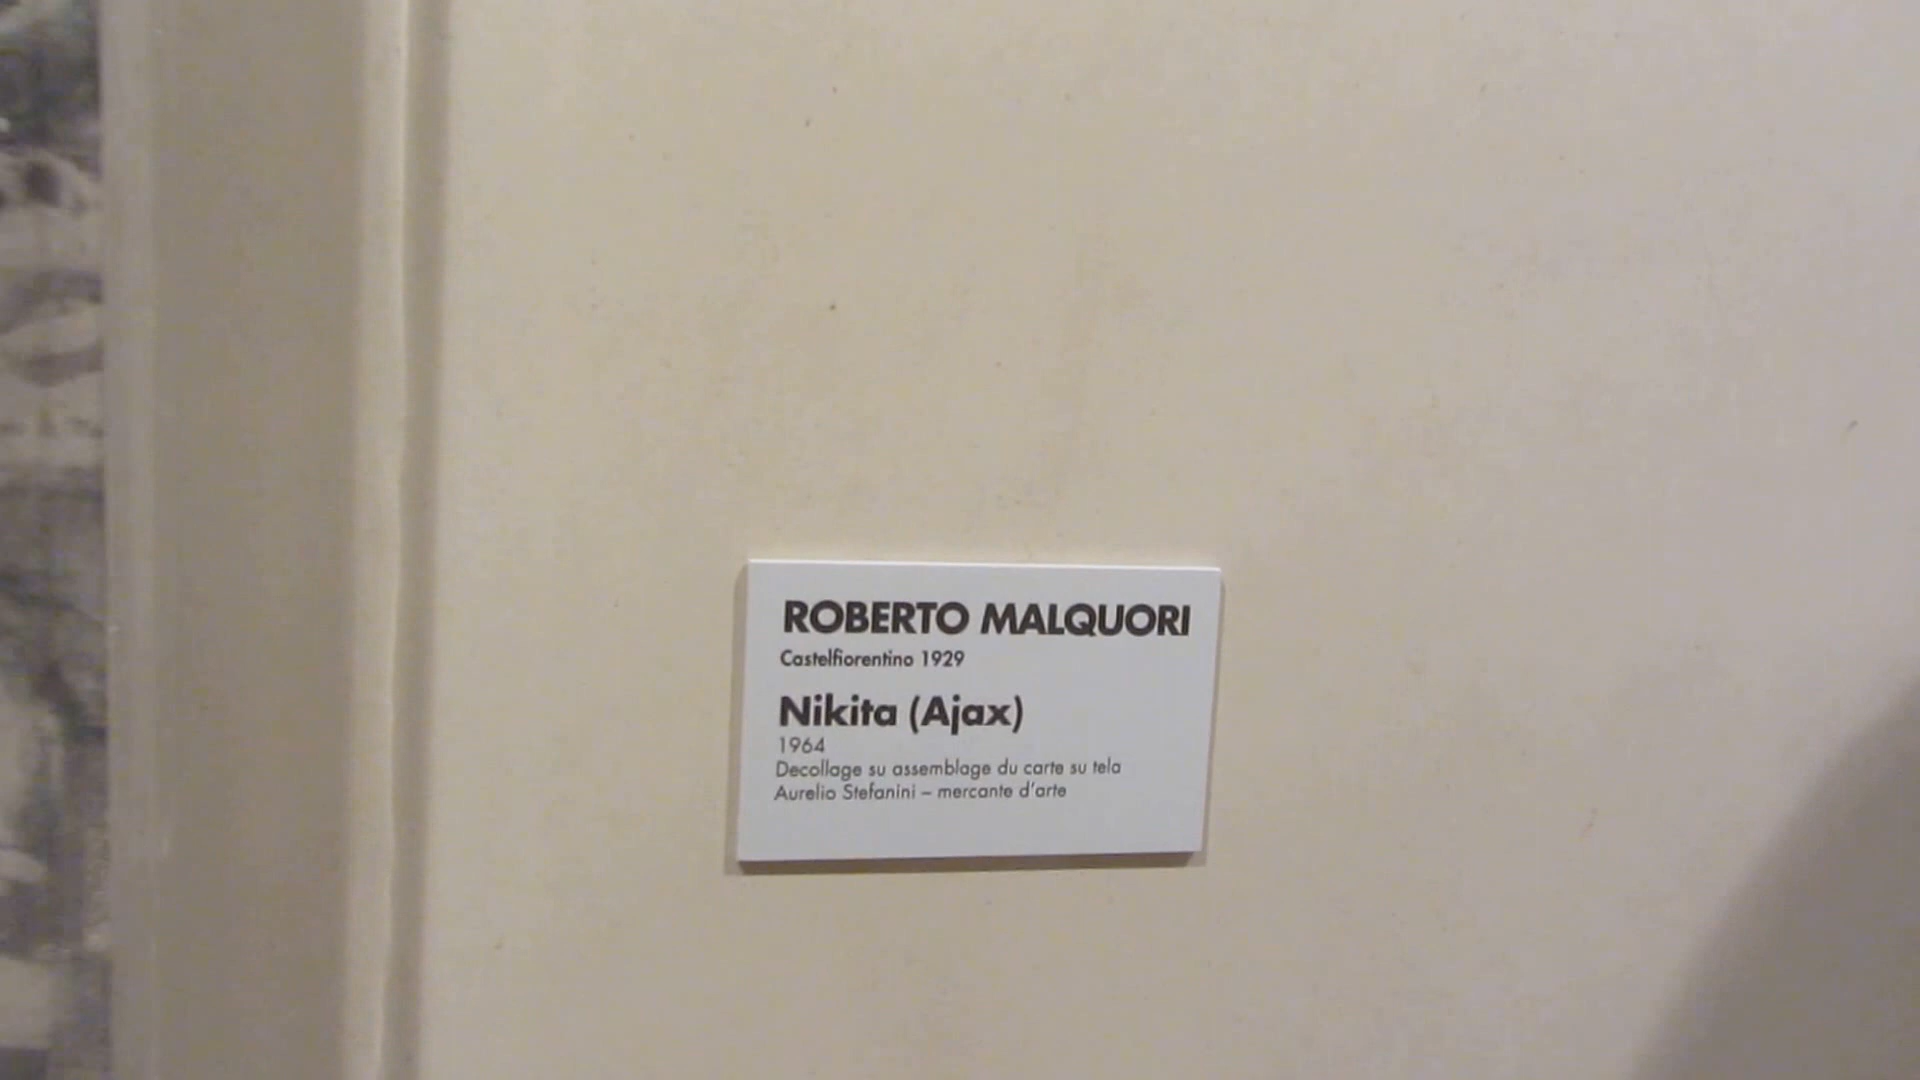 ROBERTO MALQUORI
Castelfiorentino 1929
Nikita (Ajax)
1964
Decollage su assemblage du carte su tela
Aurelio Stefanini – mercante d'arte